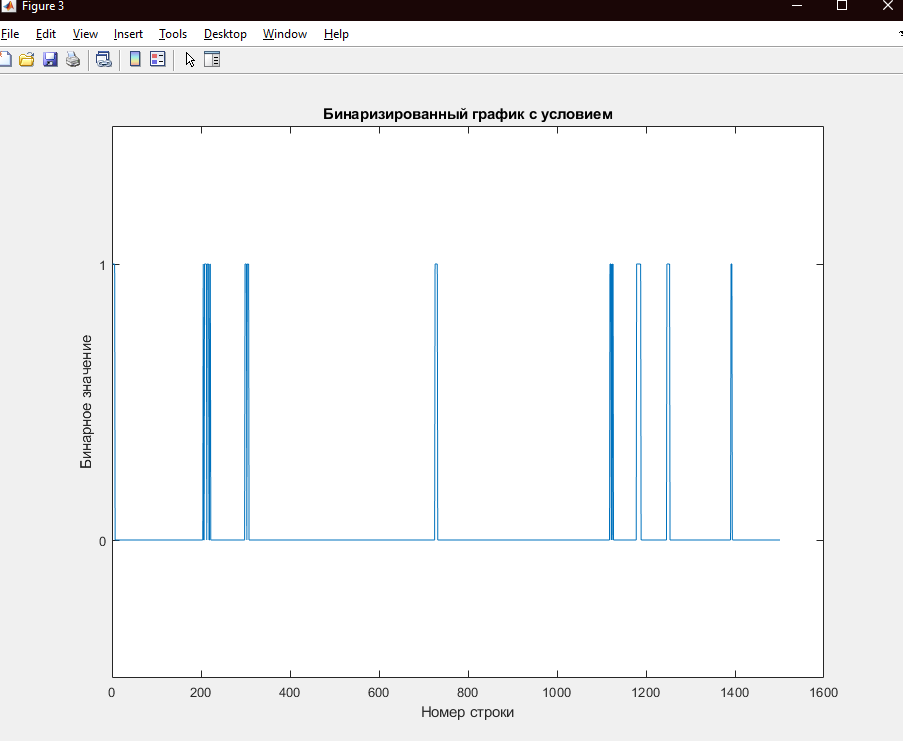 Figure 3
File Edit View Insert Tools Desktop Window Help
Бинаризированный график с условием
1
Бинарное значение
0
0 200 400 600 800 1000 1200 1400 1600
Номер строки